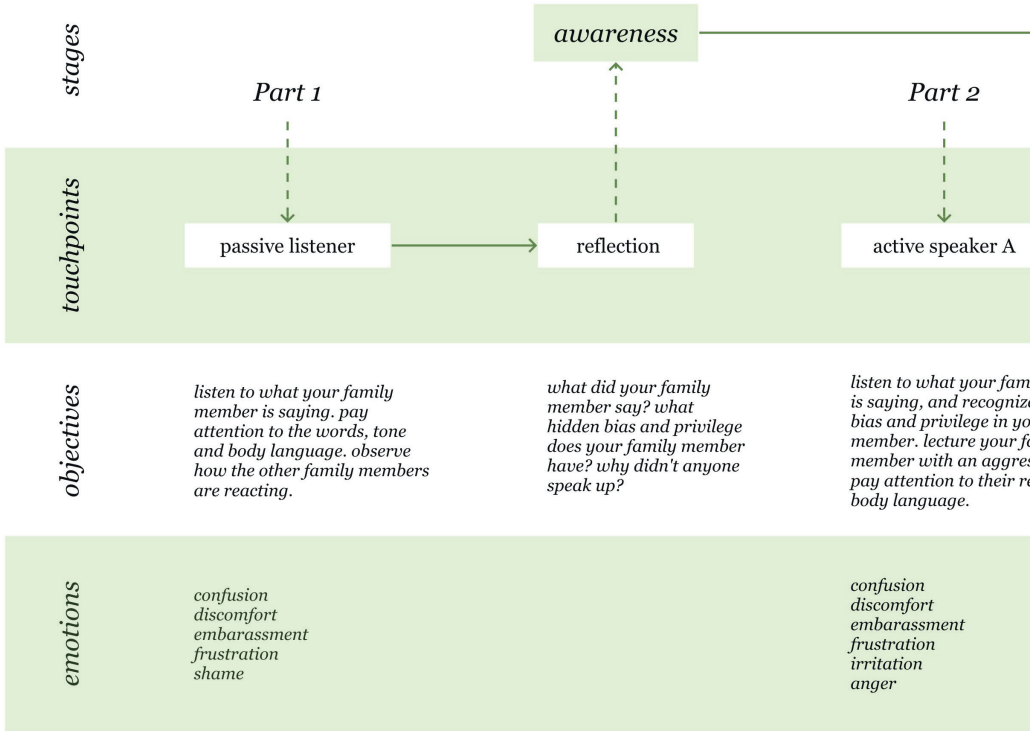 stages
awareness
Part 1
Part 2
touchpoints
passive listener
reflection
active speaker A
objectives
listen to what your family
member is saying. pay
attention to the words, tone
and body language. observe
how the other family members
are reacting.
what did your family
member say? what
hidden bias and privilege
does your family member
have? why didn't anyone
speak up?
listen to what your
is saying, and
bias and privilege in
member. lecture your
member with an
pay attention to their
body language.
emotions
confusion
discomfort
embarassment
frustration
shame
confusion
discomfort
embarassment
frustration
irritation
anger